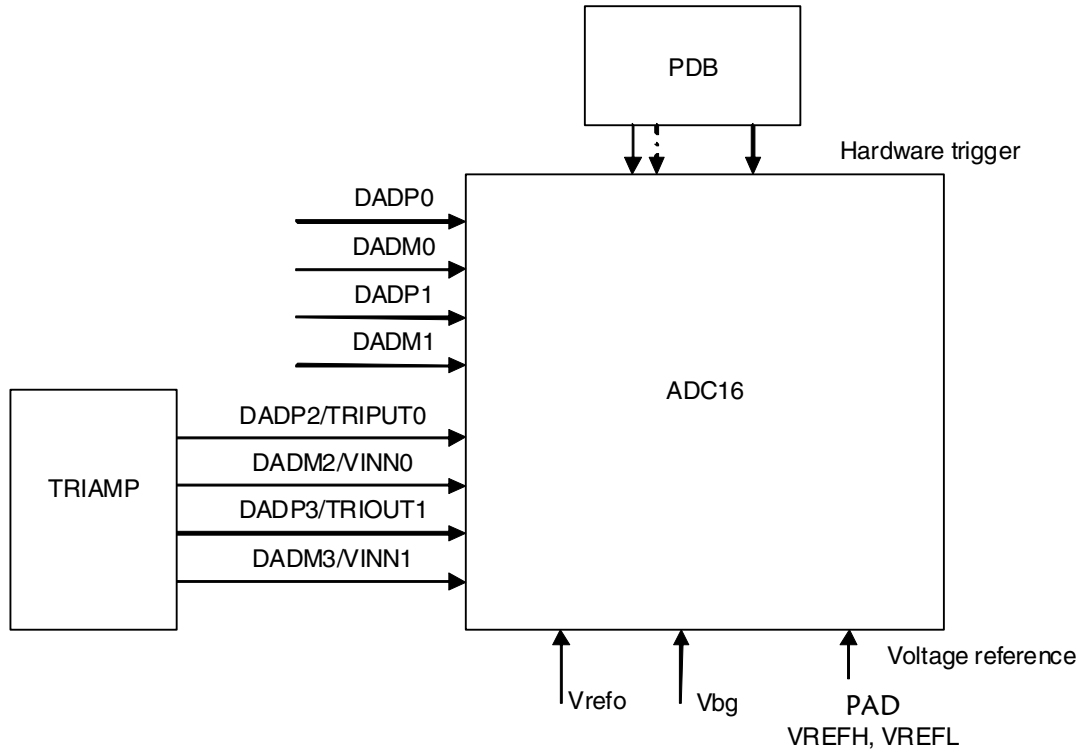 PDB
Hardware trigger
DADP0
DADM0
DADP1
DADM1
ADC16
TRIAMP
DADP2/TRIPUT0
DADM2/VINN0
DADP3/TRIOUT1
DADM3/VINN1
Voltage reference
Vrefo
Vbg
PAD
VREFH, VREFL